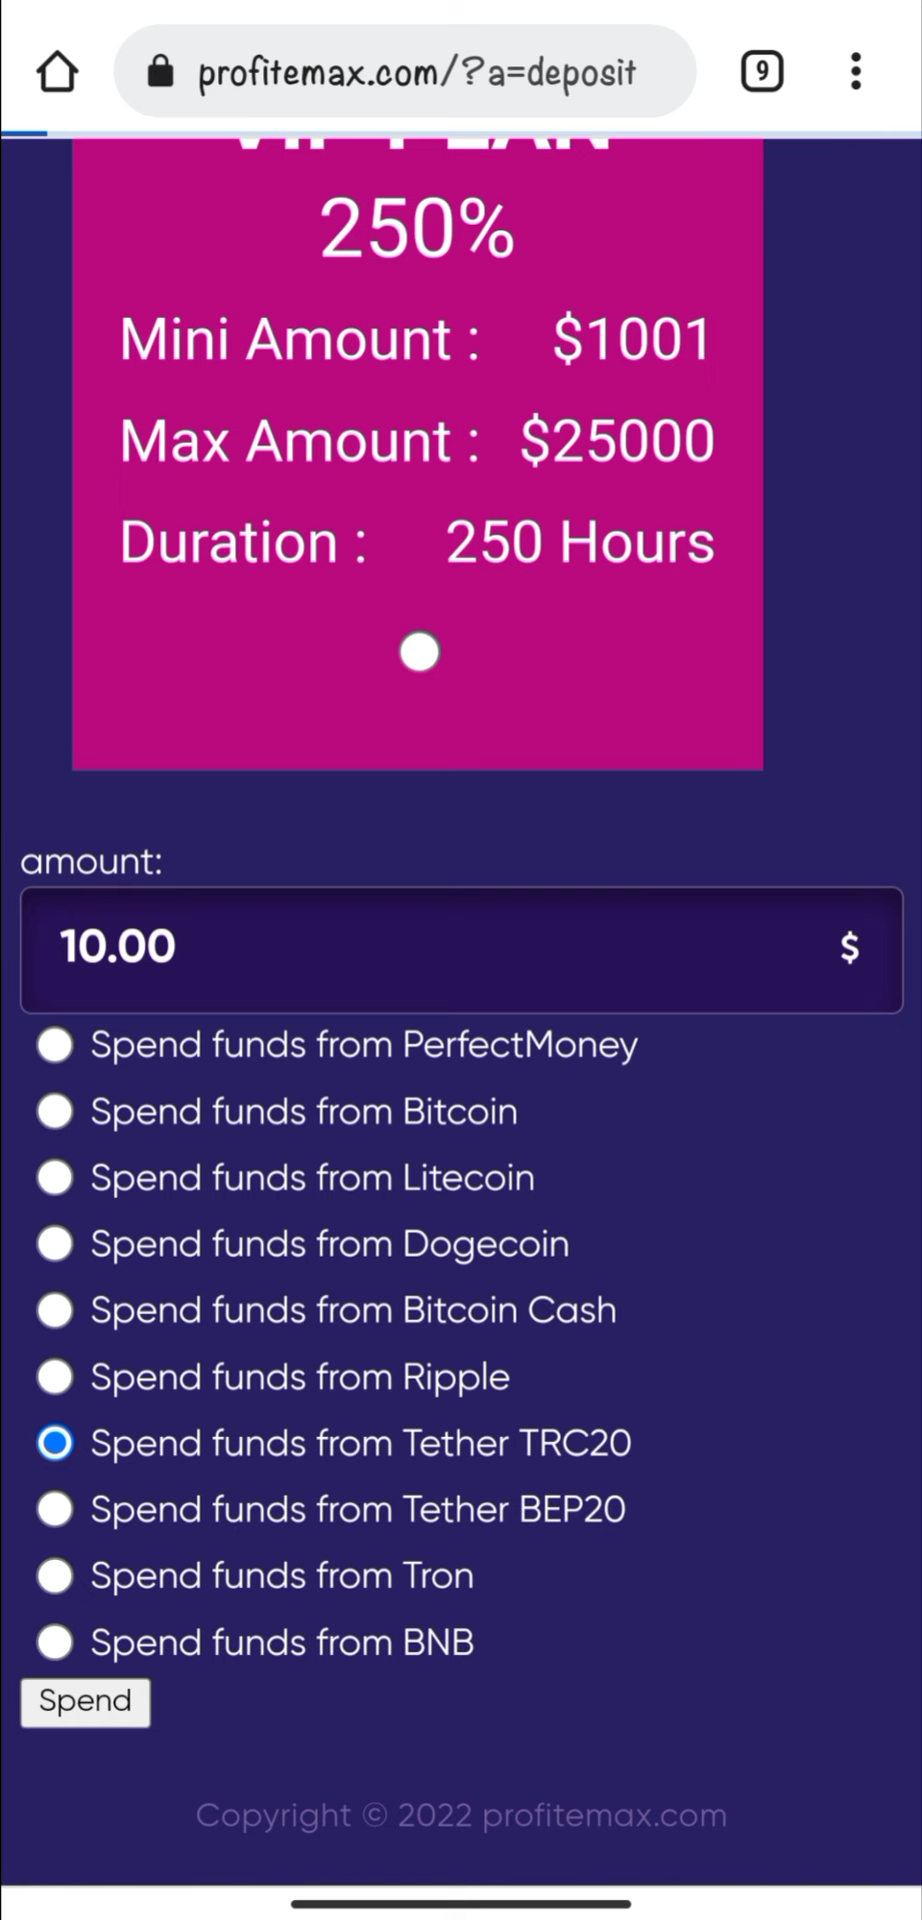 profitemax.com/?a=deposit
9
VIP PLAN
250%
Mini Amount : $1001
Max Amount : $25000
Duration : 250 Hours
amount:
10.00 $
Spend funds from PerfectMoney
Spend funds from Bitcoin
Spend funds from Litecoin
Spend funds from Dogecoin
Spend funds from Bitcoin Cash
Spend funds from Ripple
Spend funds from Tether TRC20
Spend funds from Tether BEP20
Spend funds from Tron
Spend funds from BNB
Spend
Copyright © 2022 profitemax.com